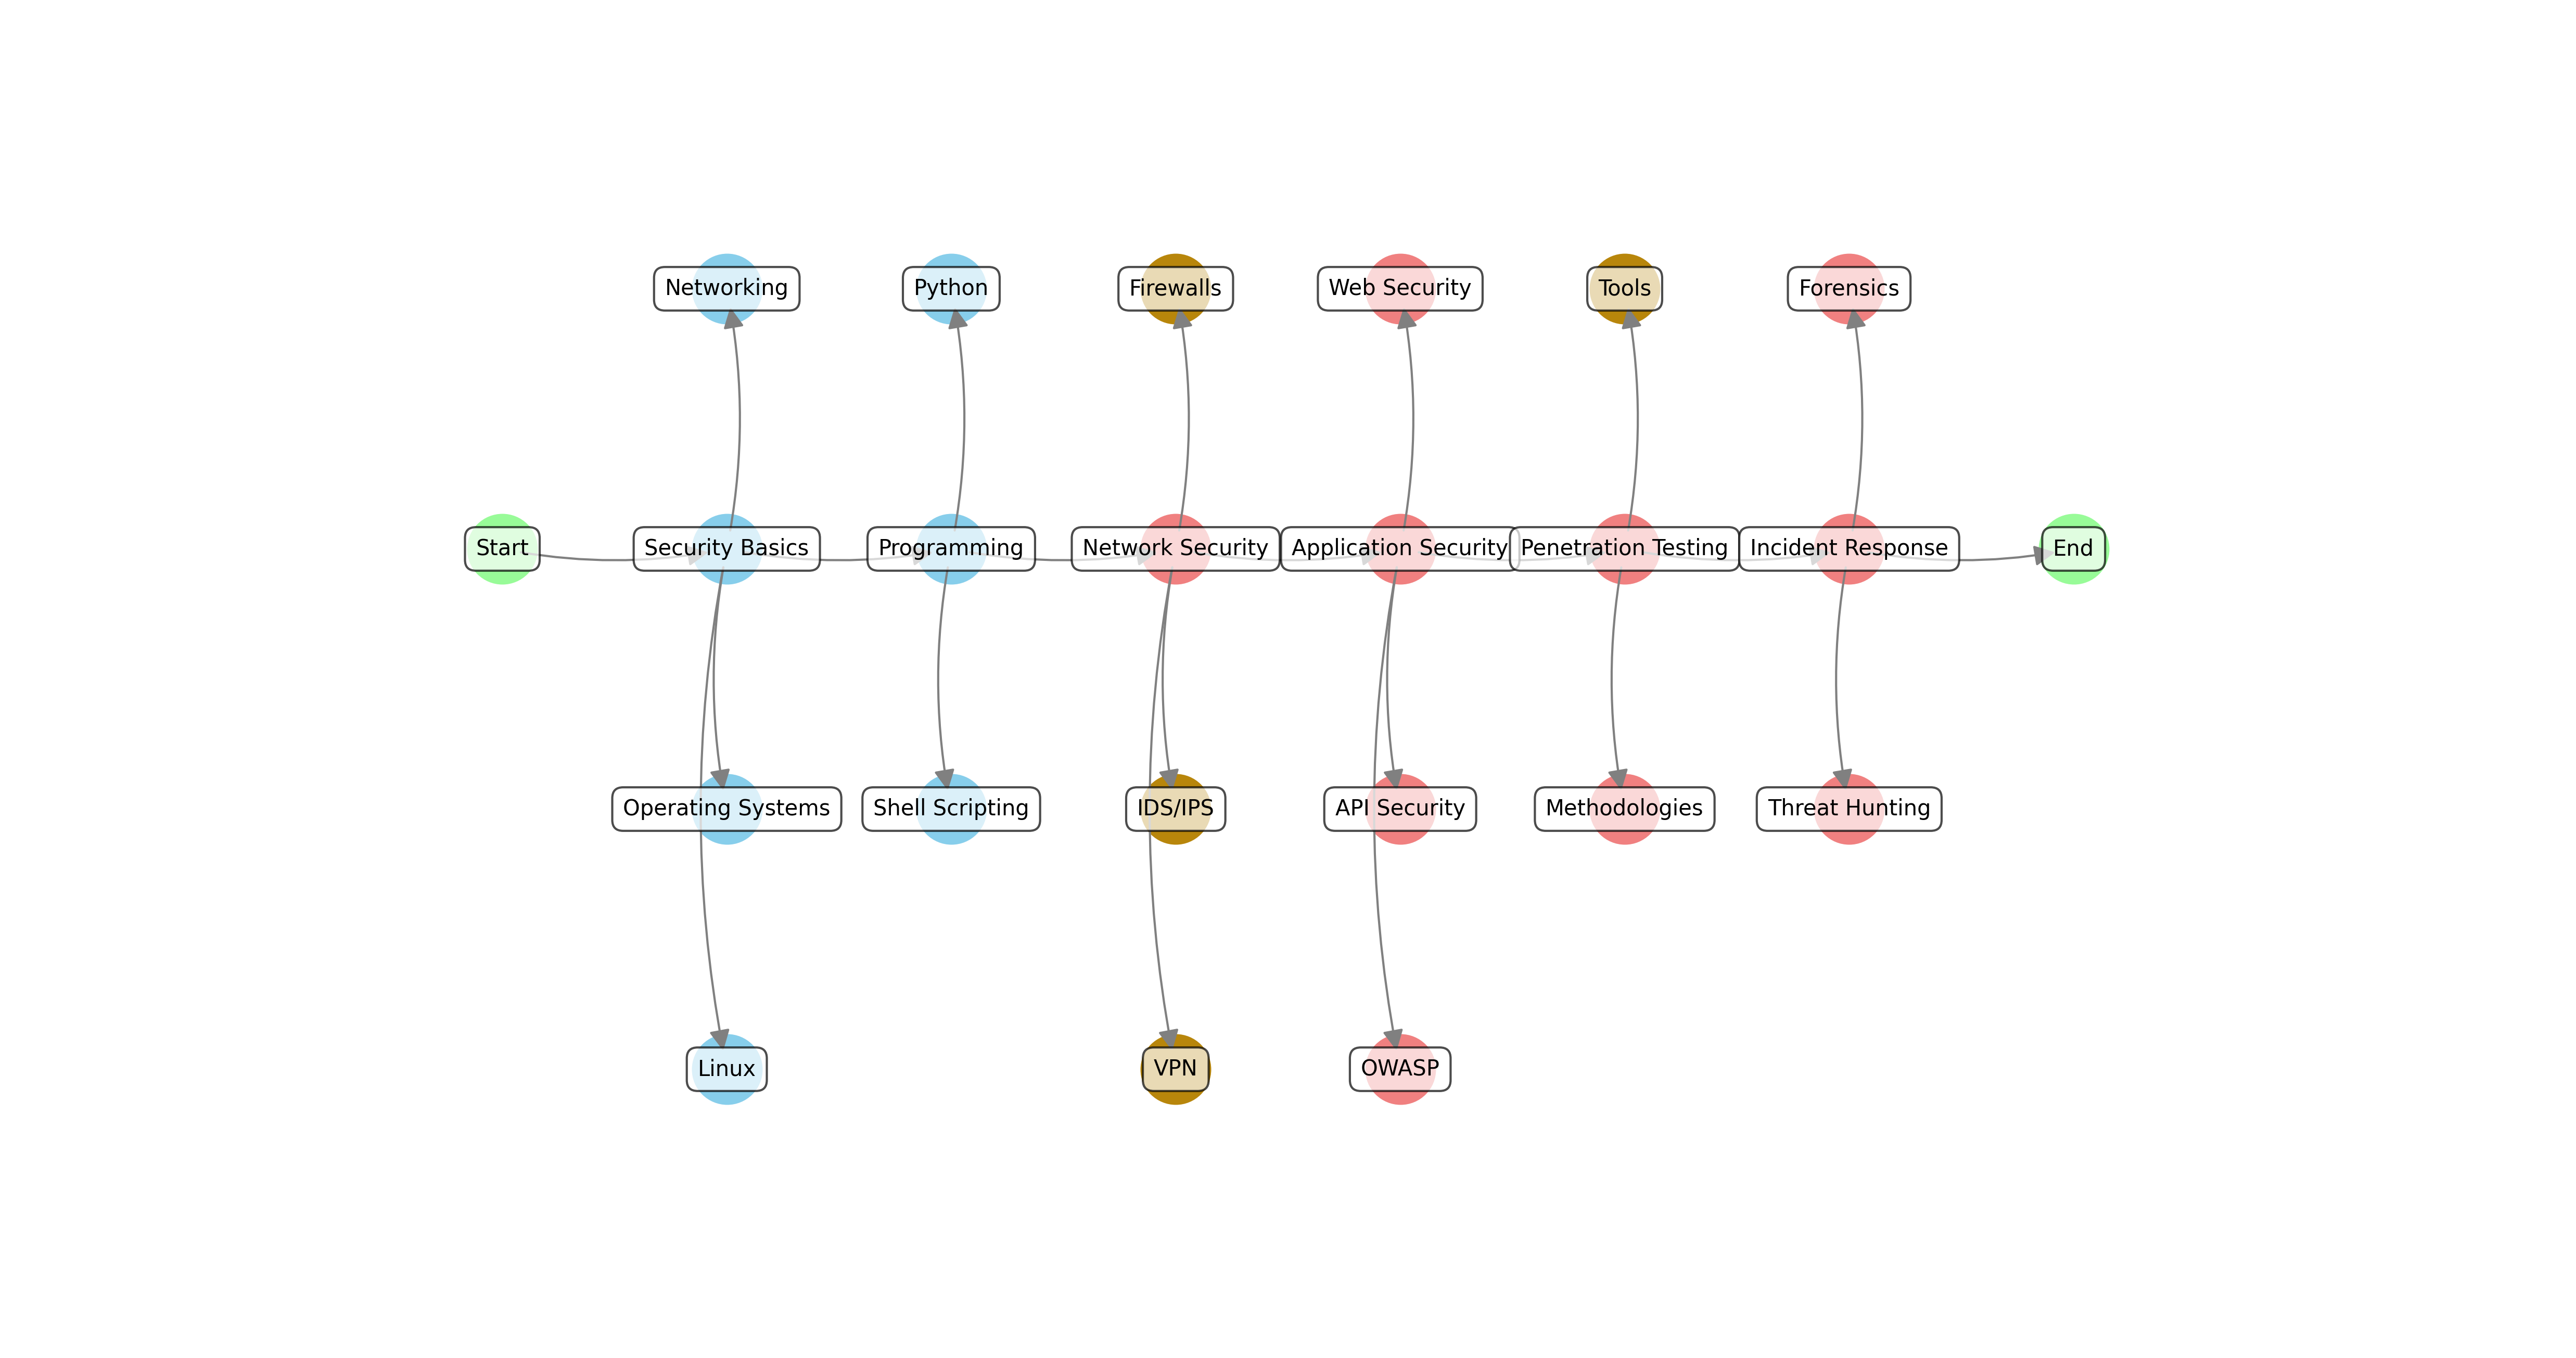 Networking
Python
Firewalls
Web Security
Tools
Forensics
Start
Security Basics
Programming
Network Security
Application Security
Penetration Testing
Incident Response
End
Operating Systems
Shell Scripting
IDS/IPS
API Security
Methodologies
Threat Hunting
Linux
VPN
OWASP